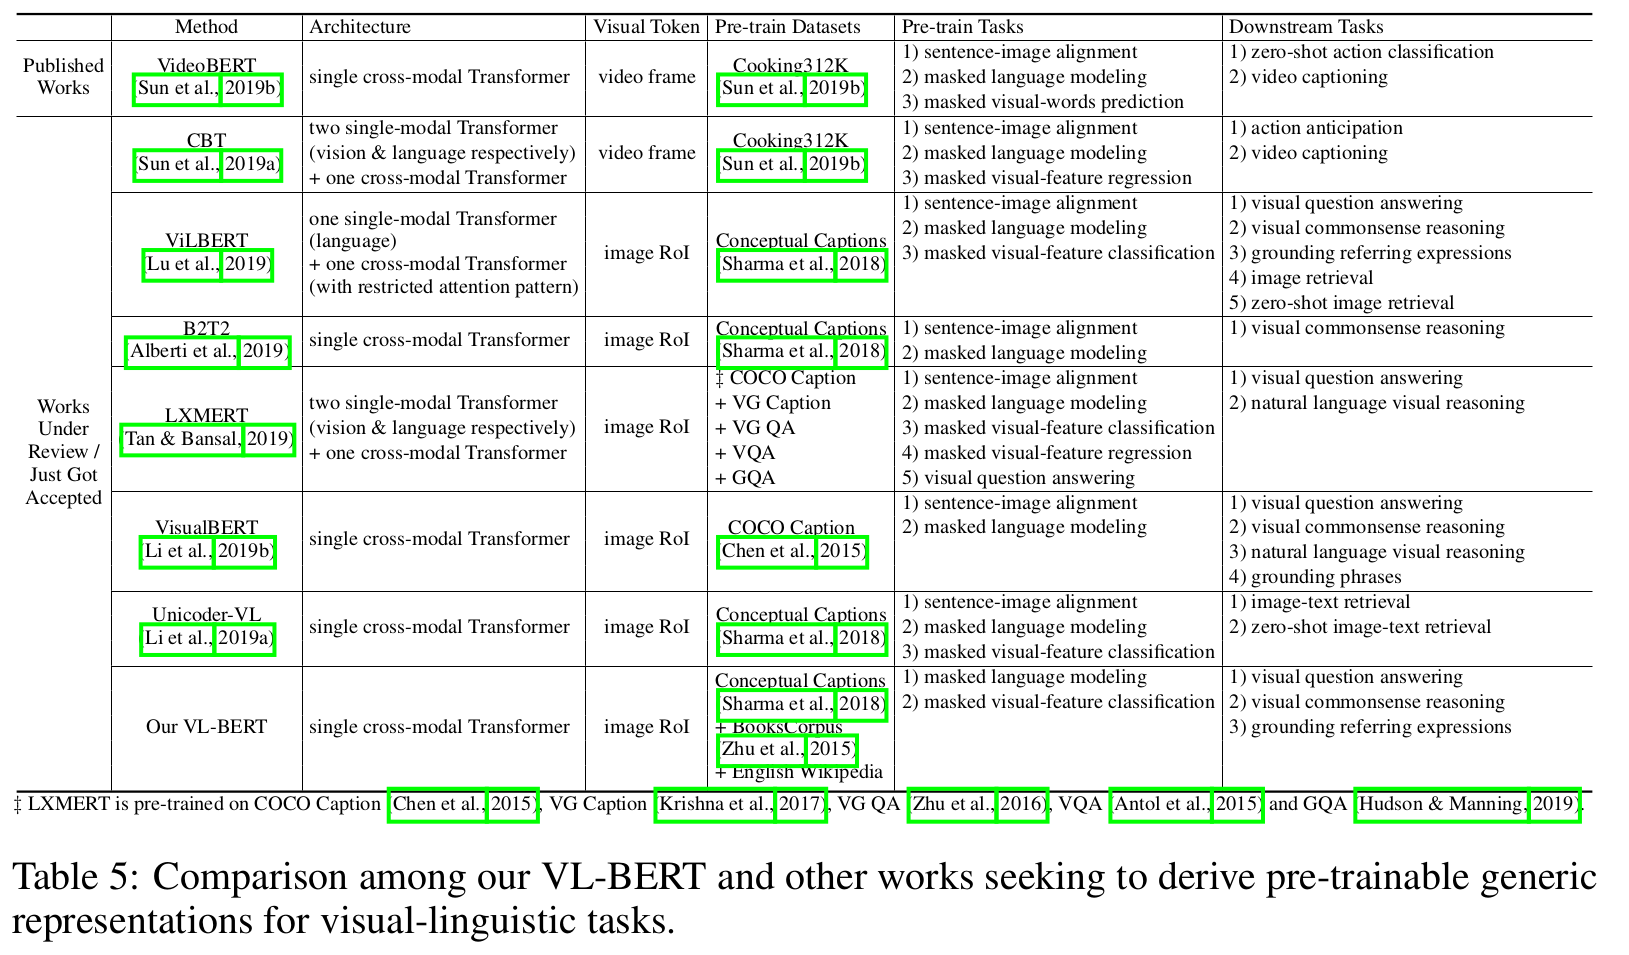 Method Architecture Visual Token Pre-train Datasets Pre-train Tasks Downstream Tasks
Published
Works
VideoBERT
(Sun et al., 2019b)
single cross-modal Transformer
video frame
Cooking312K
(Sun et al., 2019b)
1) sentence-image alignment
2) masked language modeling
3) masked visual-words prediction
1) zero-shot action classification
2) video captioning
Works
Under
Review /
Just Got
Accepted
CBT
(Sun et al., 2019a)
two single-modal Transformer
(vision & language respectively)
+ one cross-modal Transformer
video frame
Cooking312K
(Sun et al., 2019b)
1) sentence-image alignment
2) masked language modeling
3) masked visual-feature regression
1) action anticipation
2) video captioning
ViLBERT
(Lu et al., 2019)
one single-modal Transformer
(language)
+ one cross-modal Transformer
(with restricted attention pattern)
image RoI
Conceptual Captions
(Sharma et al., 2018)
1) sentence-image alignment
2) masked language modeling
3) masked visual-feature classification
1) visual question answering
2) visual commonsense reasoning
3) grounding referring expressions
4) image retrieval
5) zero-shot image retrieval
B2T2
(Alberti et al., 2019)
single cross-modal Transformer
image RoI
Conceptual Captions
(Sharma et al., 2018)
1) sentence-image alignment
2) masked language modeling
1) visual commonsense reasoning
LXMERT
(Tan & Bansal, 2019)
two single-modal Transformer
(vision & language respectively)
+ one cross-modal Transformer
image RoI
‡ COCO Caption
+ VG Caption
+ VG QA
+ VQA
+ GQA
1) sentence-image alignment
2) masked language modeling
3) masked visual-feature classification
4) masked visual-feature regression
5) visual question answering
1) visual question answering
2) natural language visual reasoning
VisualBERT
(Li et al., 2019b)
single cross-modal Transformer
image RoI
COCO Caption
(Chen et al., 2015)
1) sentence-image alignment
2) masked language modeling
1) visual question answering
2) visual commonsense reasoning
3) natural language visual reasoning
4) grounding phrases
Unicoder-VL
(Li et al., 2019a)
single cross-modal Transformer
image RoI
Conceptual Captions
(Sharma et al., 2018)
1) sentence-image alignment
2) masked language modeling
3) masked visual-feature classification
1) image-text retrieval
2) zero-shot image-text retrieval
Our VL-BERT
single cross-modal Transformer
image RoI
Conceptual Captions
(Sharma et al., 2018)
+ BooksCorpus
(Zhu et al., 2015)
+ English Wikipedia
1) masked language modeling
2) masked visual-feature classification
1) visual question answering
2) visual commonsense reasoning
3) grounding referring expressions
‡ LXMERT is pre-trained on COCO Caption (Chen et al., 2015), VG Caption (Krishna et al., 2017), VG QA (Zhu et al., 2016), VQA (Antol et al., 2015) and GQA (Hudson & Manning, 2019).
Table 5: Comparison among our VL-BERT and other works seeking to derive pre-trainable generic
representations for visual-linguistic tasks.